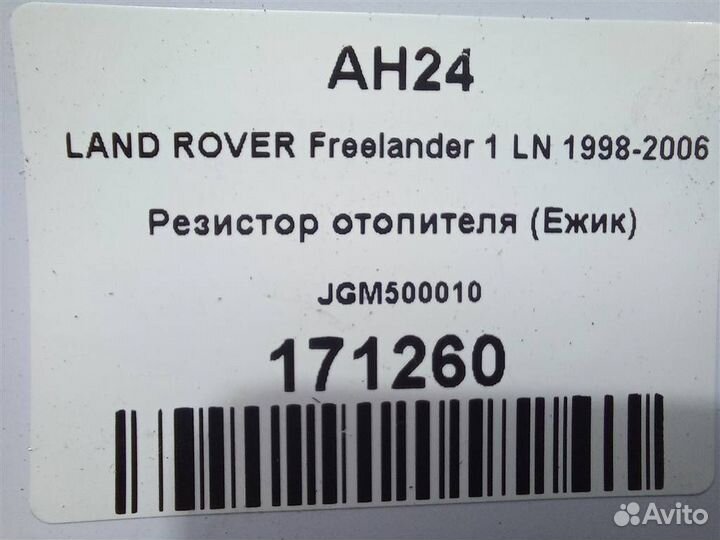 AH24
LAND ROVER Freelander 1 LN 1998-2006
Резистор отопителя (Ежик)
JGM500010
171260
Avito